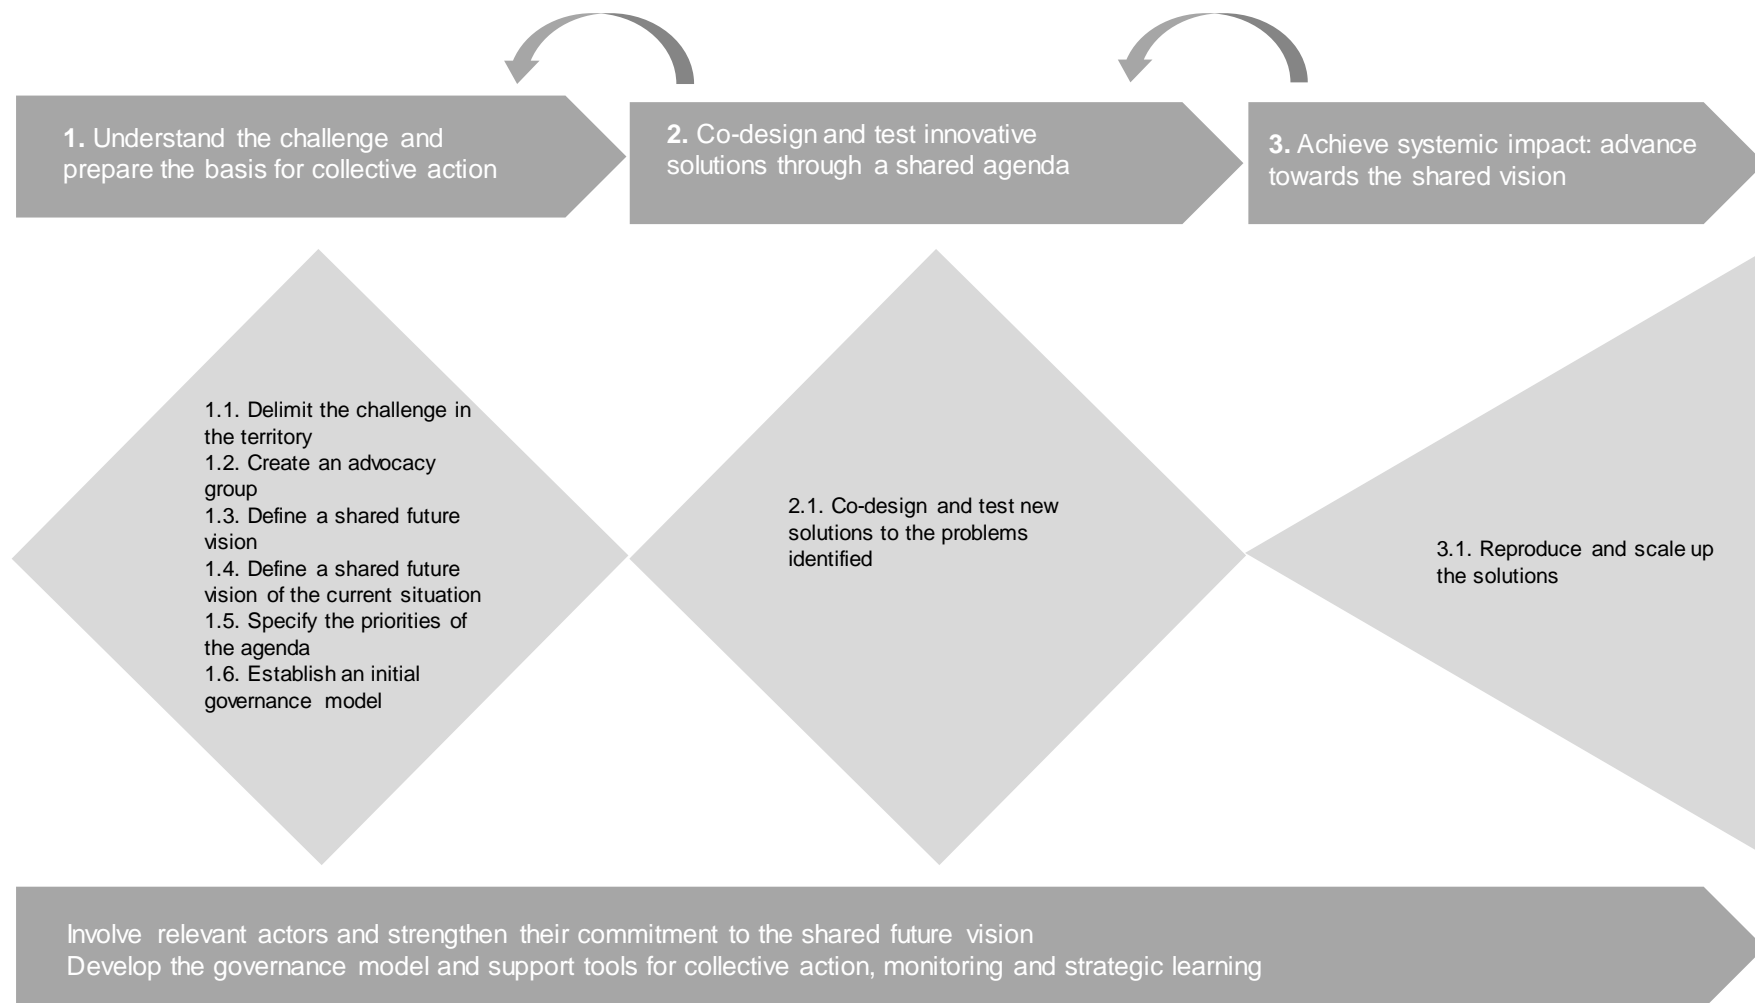 1. Understand the challenge and
prepare the basis for collective action
2. Co-design and test innovative
solutions through a shared agenda
3. Achieve systemic impact: advance
towards the shared vision
1.1. Delimit the challenge in
the territory
1.2. Create an advocacy
group
1.3. Define a shared future
vision
1.4. Define a shared future
vision of the current situation
1.5. Specify the priorities of
the agenda
1.6. Establish an initial
governance model
2.1. Co-design and test new
solutions to the problems
identified
3.1. Reproduce and scale up
the solutions
Involve relevant actors and strengthen their commitment to the shared future vision
Develop the governance model and support tools for collective action, monitoring and strategic learning